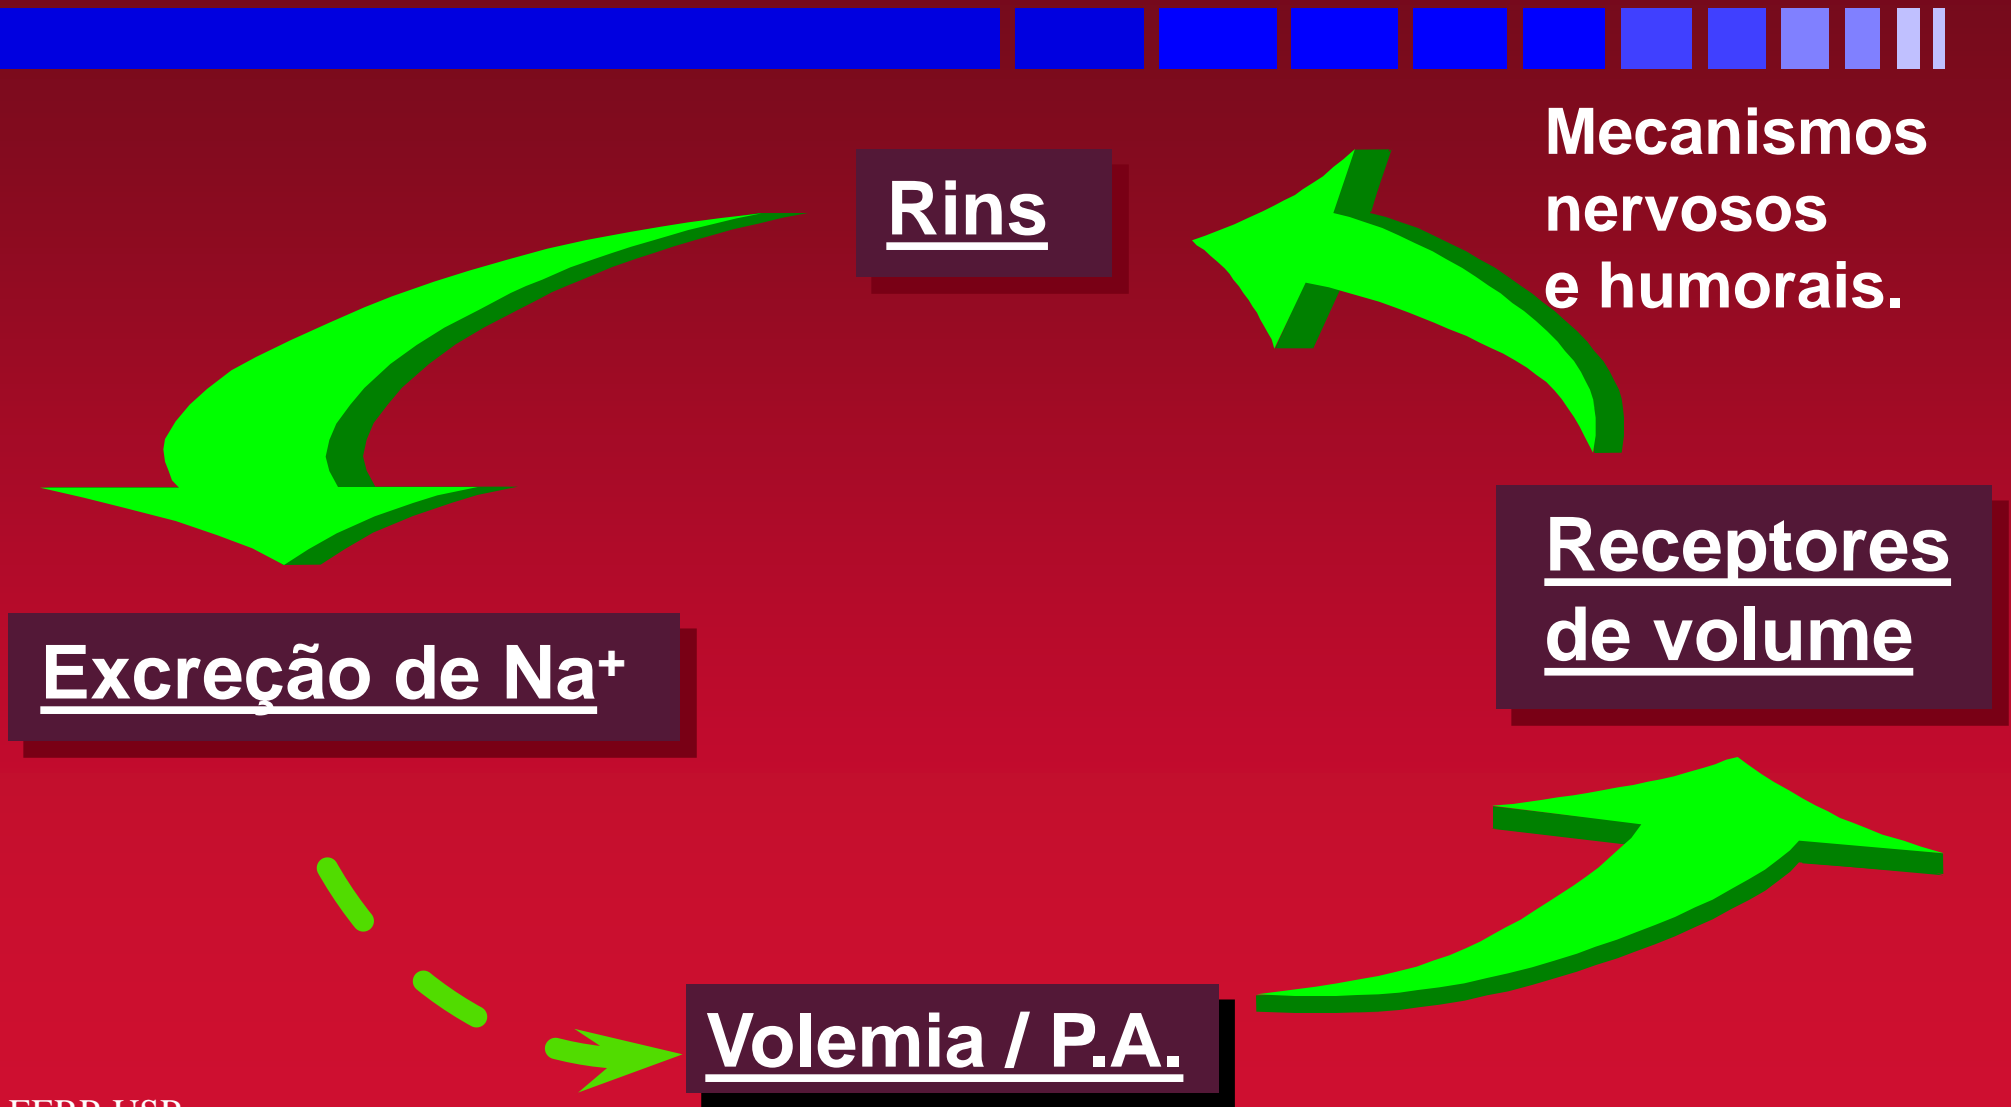 Mecanismos
nervosos
e humorais.
Rins
Receptores
de volume
Excreção de Na⁺
Volemia / P.A.